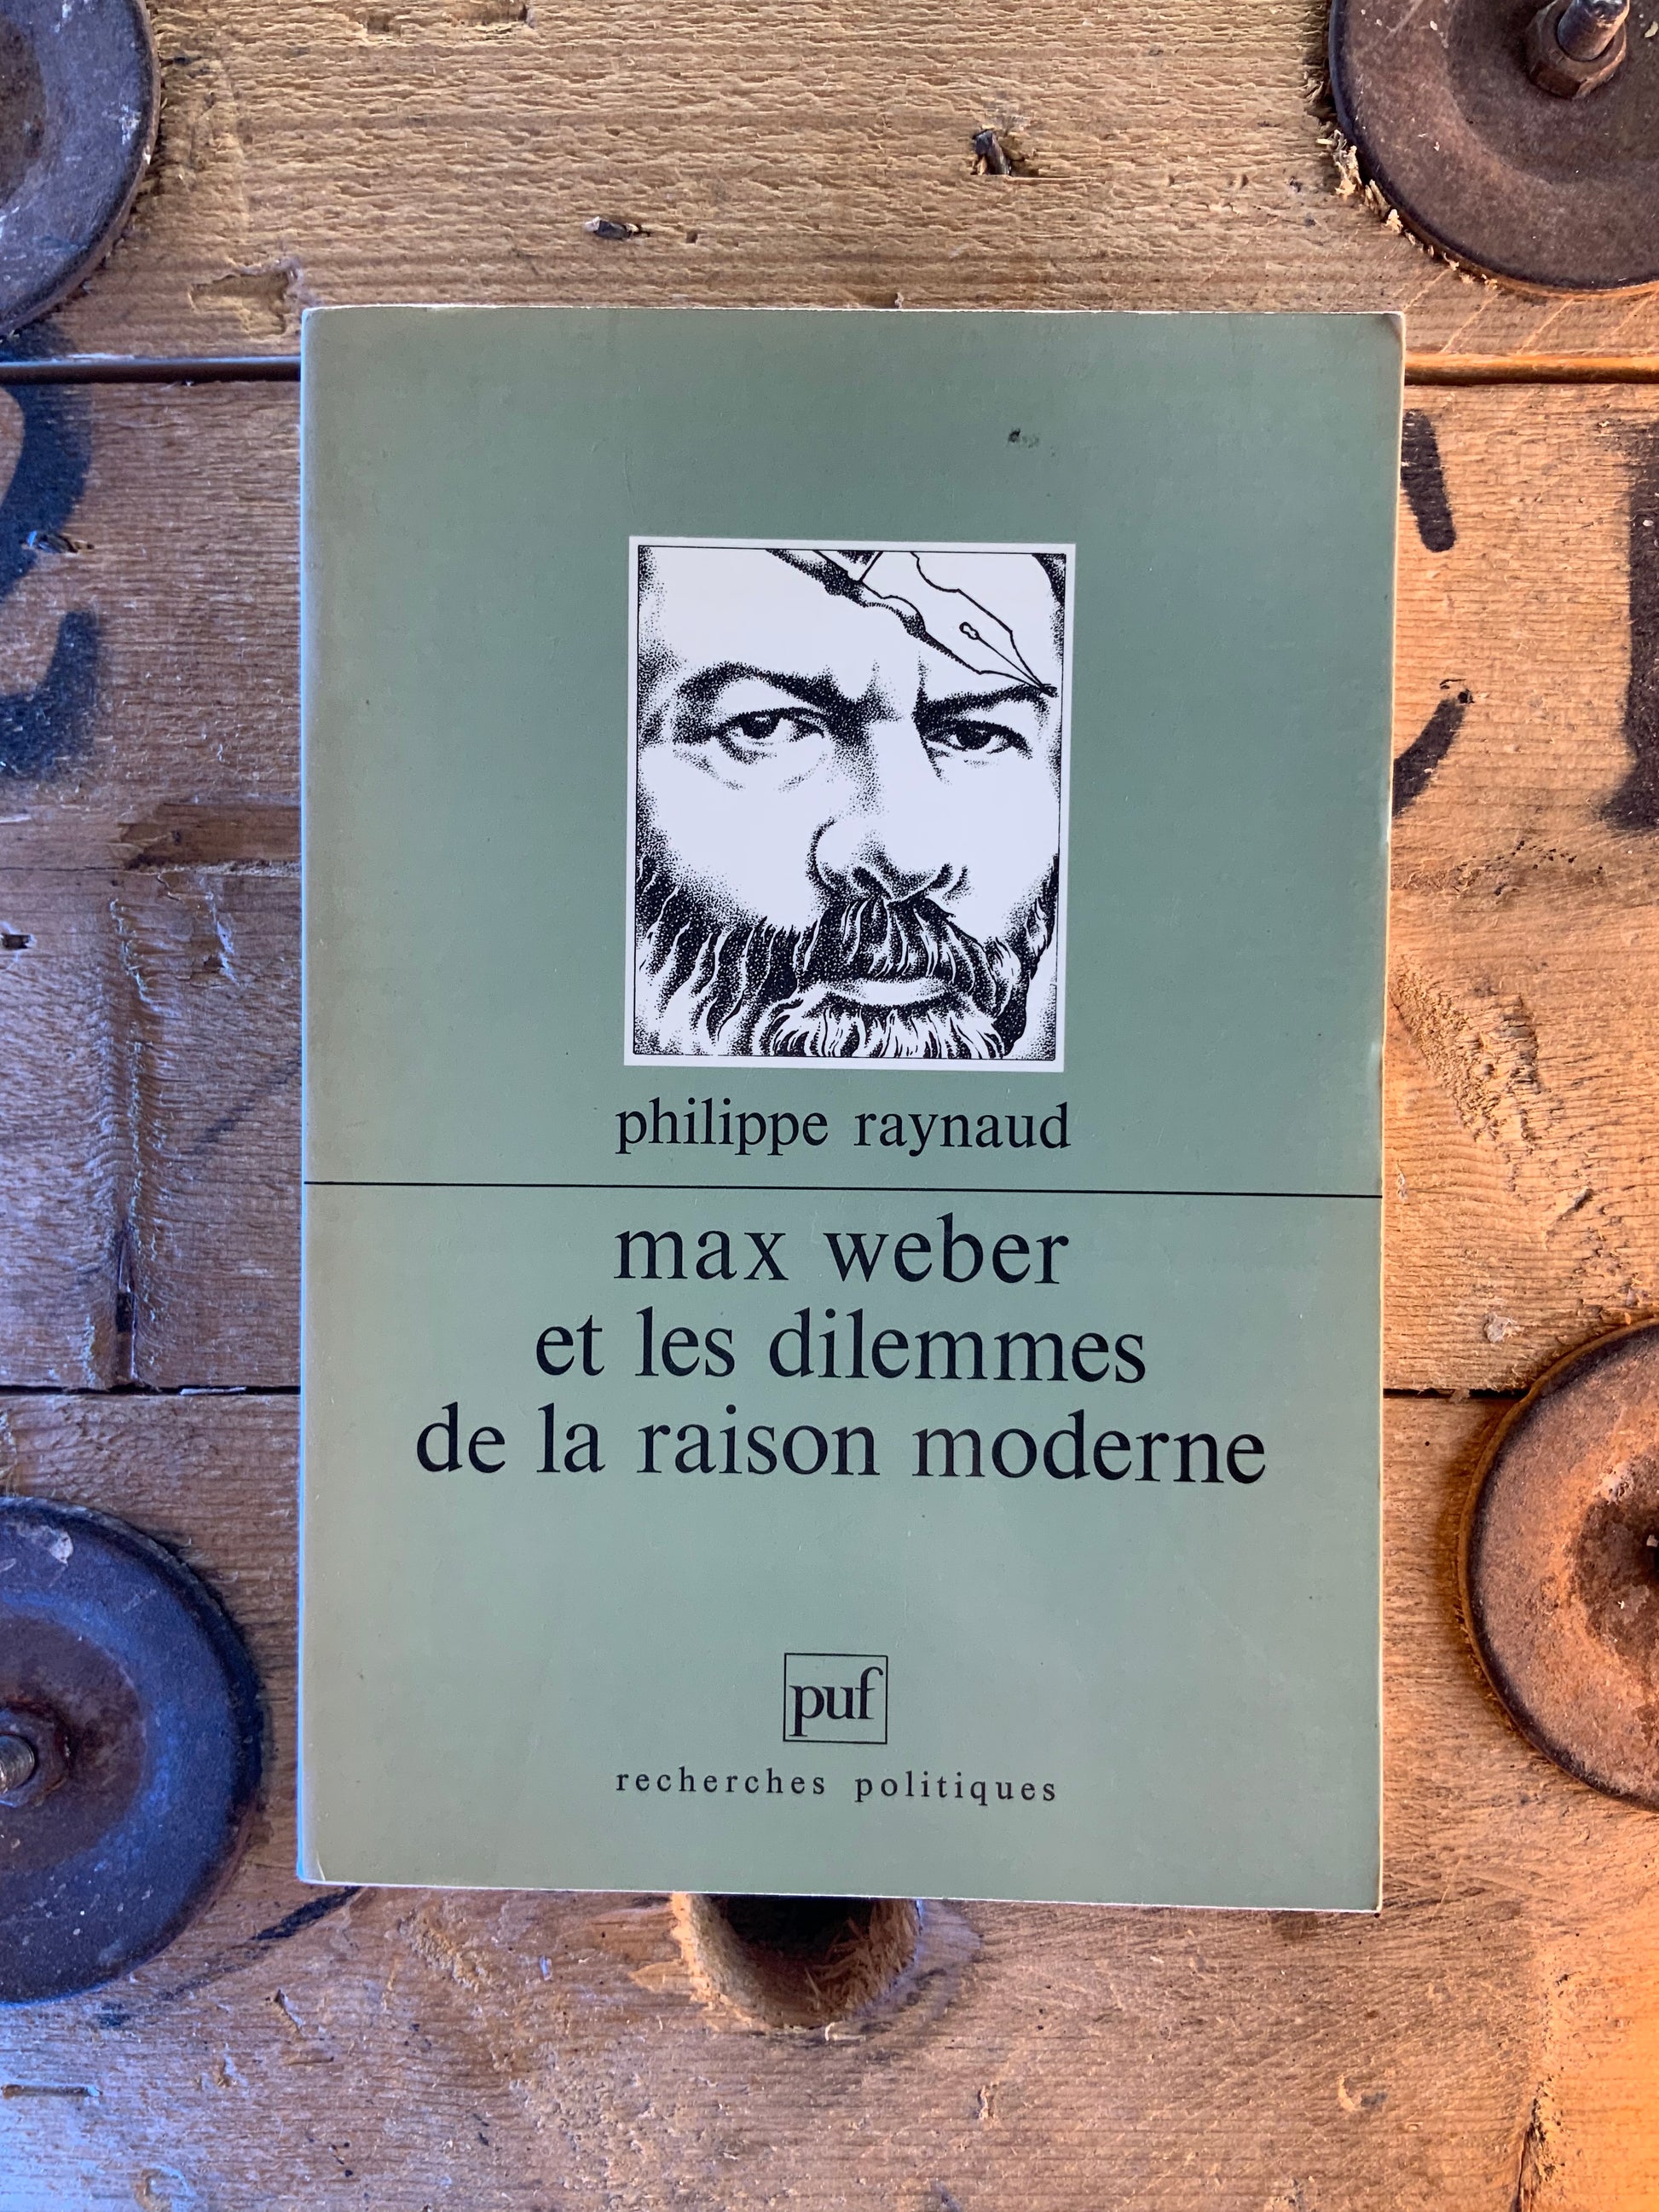 philippe raynaud
max weber
et les dilemmes
de la raison moderne
puf
recherches politiques